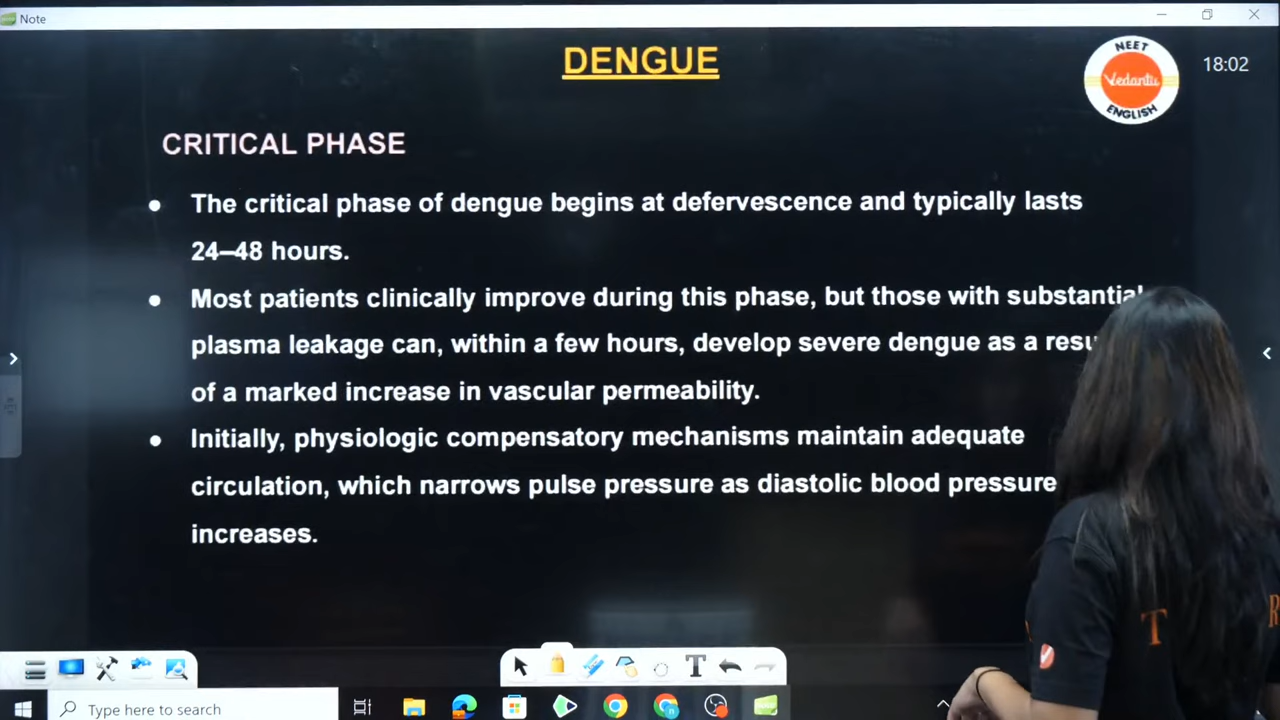 Note
DENGUE
NEET
Vedantu
ENGLISH
18:02
CRITICAL PHASE
The critical phase of dengue begins at defervescence and typically lasts
24–48 hours.
Most patients clinically improve during this phase, but those with substantial
plasma leakage can, within a few hours, develop severe dengue as a
of a marked increase in vascular permeability.
Initially, physiologic compensatory mechanisms maintain adequate
circulation, which narrows pulse pressure as diastolic blood pressure
increases.
T
R
T
Type here to search